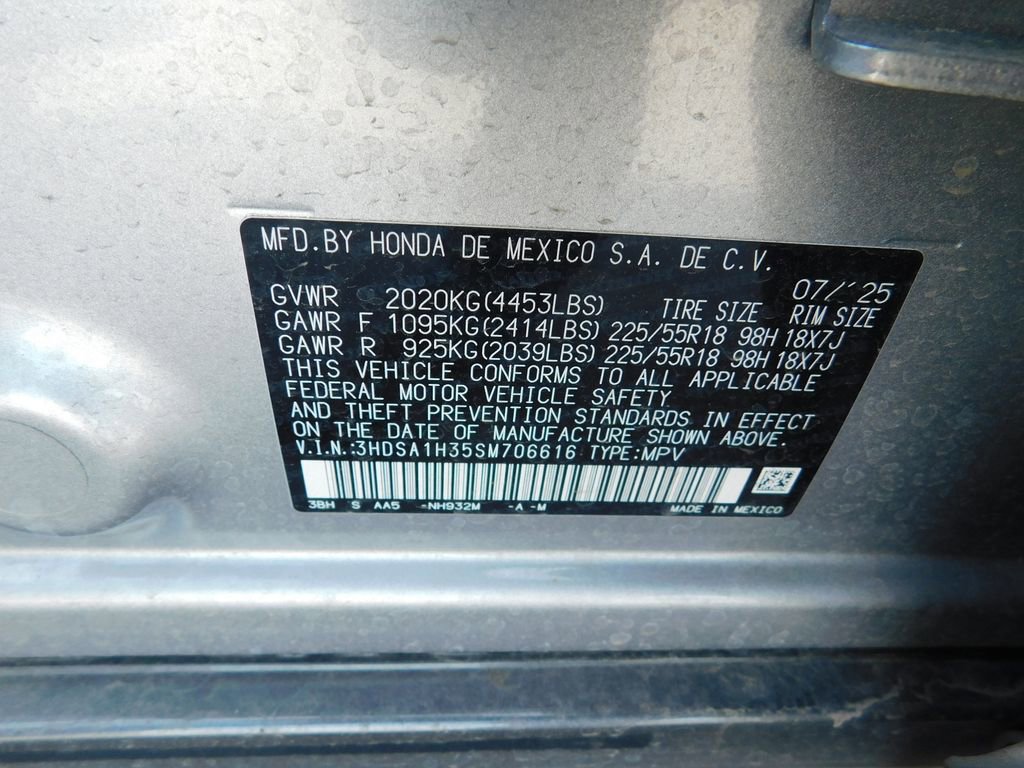 MFD.BY HONDA DE MEXICO S.A. DE C.V.
07/'25
GVWR 2020KG(4453LBS) TIRE SIZE RIM SIZE
GAWR F 1095KG(2414LBS) 225/55R18 98H 18X7J
GAWR R 925KG(2039LBS) 225/55R18 98H 18X7J
THIS VEHICLE CONFORMS TO ALL APPLICABLE
FEDERAL MOTOR VEHICLE SAFETY
AND THEFT PREVENTION STANDARDS IN EFFECT
ON THE DATE OF MANUFACTURE SHOWN ABOVE.
V.I.N.:3HDSA1H35SM706616 TYPE:MPV
3BH S AA5 -NH932M -A -M MADE IN MEXICO